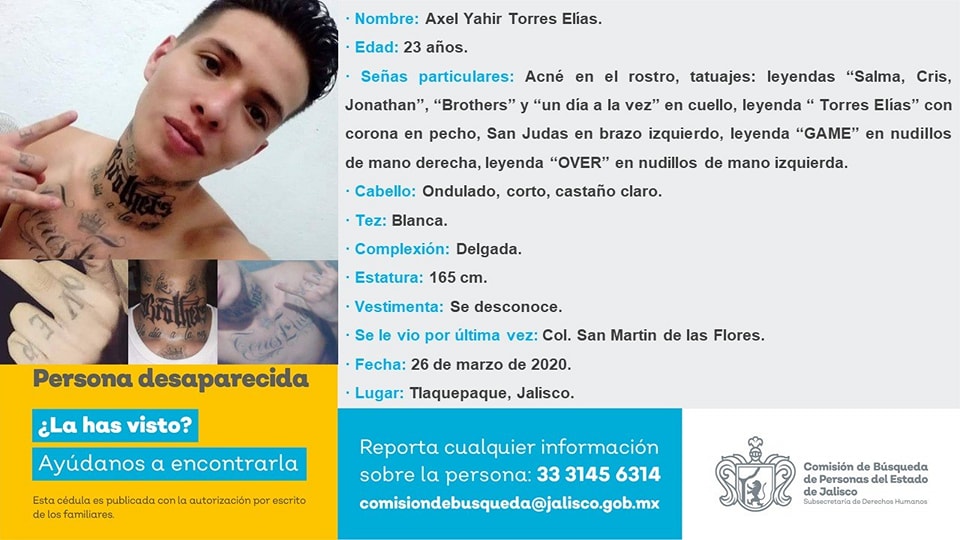 · Nombre: Axel Yahir Torres Elías.
· Edad: 23 años.
· Señas particulares: Acné en el rostro, tatuajes: leyendas “Salma, Cris,
Jonathan”, “Brothers” y “un día a la vez” en cuello, leyenda “ Torres Elías” con
corona en pecho, San Judas en brazo izquierdo, leyenda “GAME” en nudillos
de mano derecha, leyenda “OVER” en nudillos de mano izquierda.
· Cabello: Ondulado, corto, castaño claro.
· Tez: Blanca.
· Complexión: Delgada.
· Estatura: 165 cm.
· Vestimenta: Se desconoce.
· Se le vio por última vez: Col. San Martin de las Flores.
· Fecha: 26 de marzo de 2020.
· Lugar: Tlaquepaque, Jalisco.
Brothers
Brothers
Persona desaparecida
¿La has visto?
Ayúdanos a encontrarla
Esta cédula es publicada con la autorización por escrito
de los familiares.
Reporta cualquier información
sobre la persona: 33 3145 6314
comisiondebusqueda@jalisco.gob.mx
Comisión de Búsqueda
de Personas del Estado
de Jalisco
Subsecretaría de Derechos Humanos